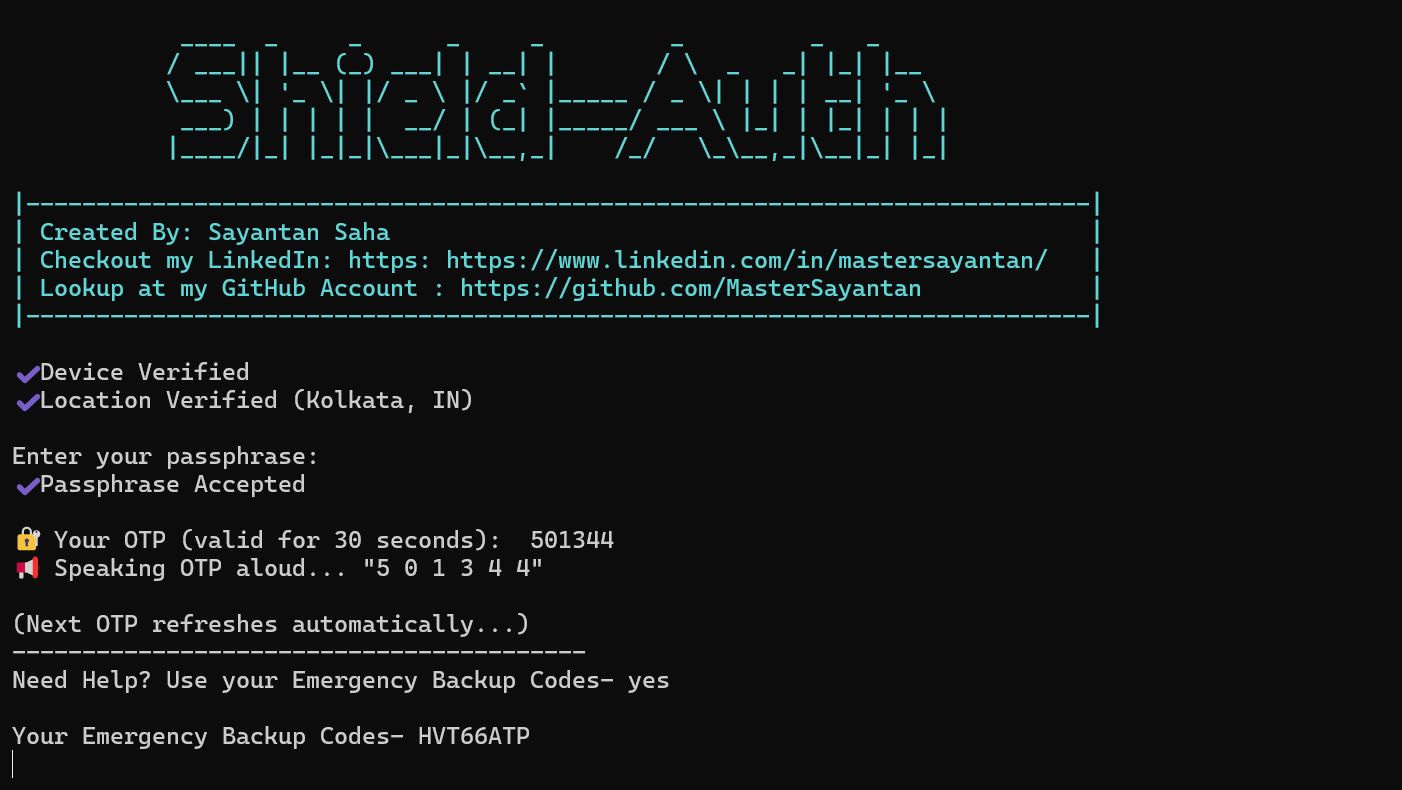 Shield-Auth
|----------------------------------------------------------------------------|
| Created By: Sayantan Saha |
| Checkout my LinkedIn: https: https://www.linkedin.com/in/mastersayantan/ |
| Lookup at my GitHub Account : https://github.com/MasterSayantan |
|----------------------------------------------------------------------------|
✔Device Verified
✔Location Verified (Kolkata, IN)
Enter your passphrase:
✔Passphrase Accepted
🔐 Your OTP (valid for 30 seconds): 501344
📢 Speaking OTP aloud... "5 0 1 3 4 4"
(Next OTP refreshes automatically...)
-----------------------------------------
Need Help? Use your Emergency Backup Codes- yes
Your Emergency Backup Codes- HVT66ATP